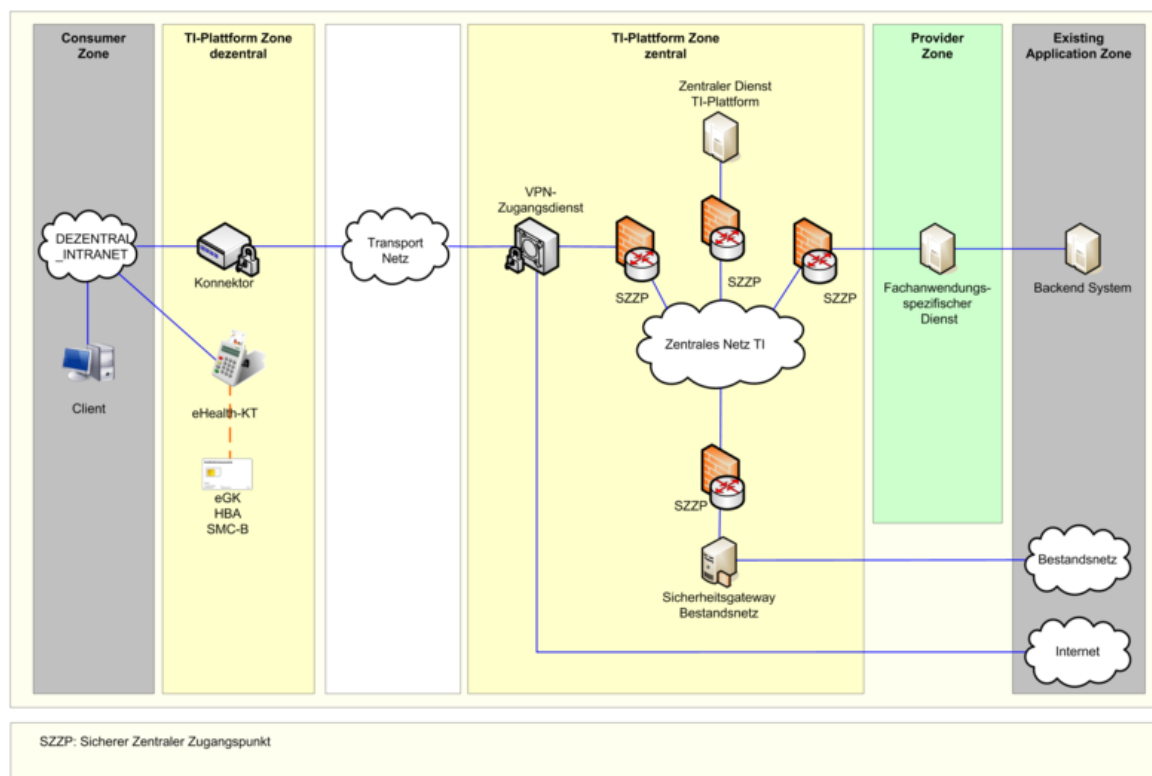 Consumer
Zone
TI-Plattform Zone
dezentral
TI-Plattform Zone
zentral
Provider
Zone
Existing
Application Zone
Zentraler Dienst
TI-Plattform
VPN-
Zugangsdienst
DEZENTRAL
_INTRANET
Konnektor
Transport
Netz
SZZP
SZZP
SZZP
Fachanwendungs-
spezifischer
Dienst
Backend System
Zentrales Netz TI
Client
eHealth-KT
eGK
HBA
SMC-B
SZZP
Sicherheitsgateway
Bestandsnetz
Bestandsnetz
Internet
SZZP: Sicherer Zentraler Zugangspunkt